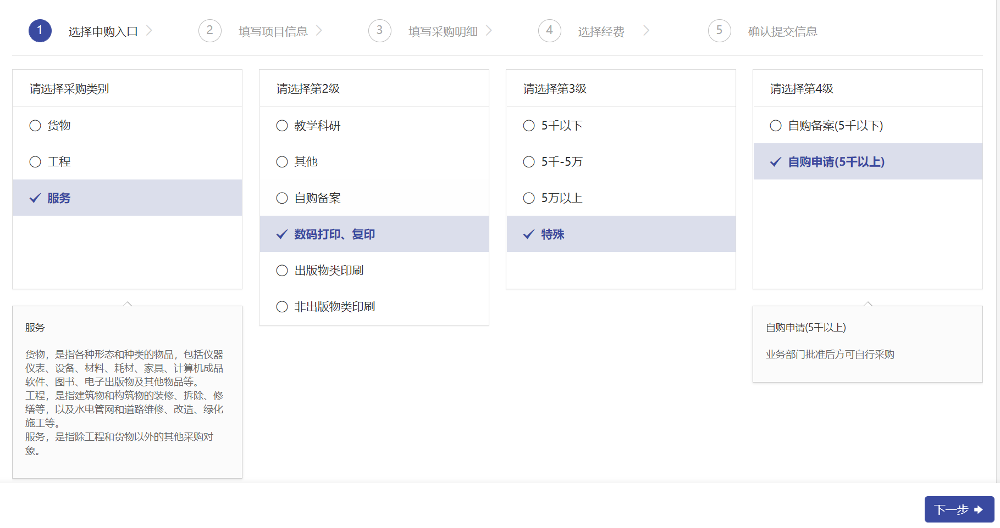 1 选择申购入口
2 填写项目信息
3 填写采购明细
4 选择经费
5 确认提交信息
请选择采购类别
货物
工程
服务
请选择第2级
教学科研
其他
自购备案
数码打印、复印
出版物类印刷
非出版物类印刷
请选择第3级
5千以下
5千-5万
5万以上
特殊
请选择第4级
自购备案(5千以下)
自购申请(5千以上)
服务
货物，是指各种形态和种类的物品，包括仪器
仪表、设备、材料、耗材、家具、计算机成品
软件、图书、电子出版物及其他物品等。
工程，是指建筑物和构筑物的装修、拆除、修
缮等，以及水电管网和道路维修、改造、绿化
施工等。
服务，是指除工程和货物以外的其他采购对
象。
自购申请(5千以上)
业务部门批准后方可自行采购
下一步